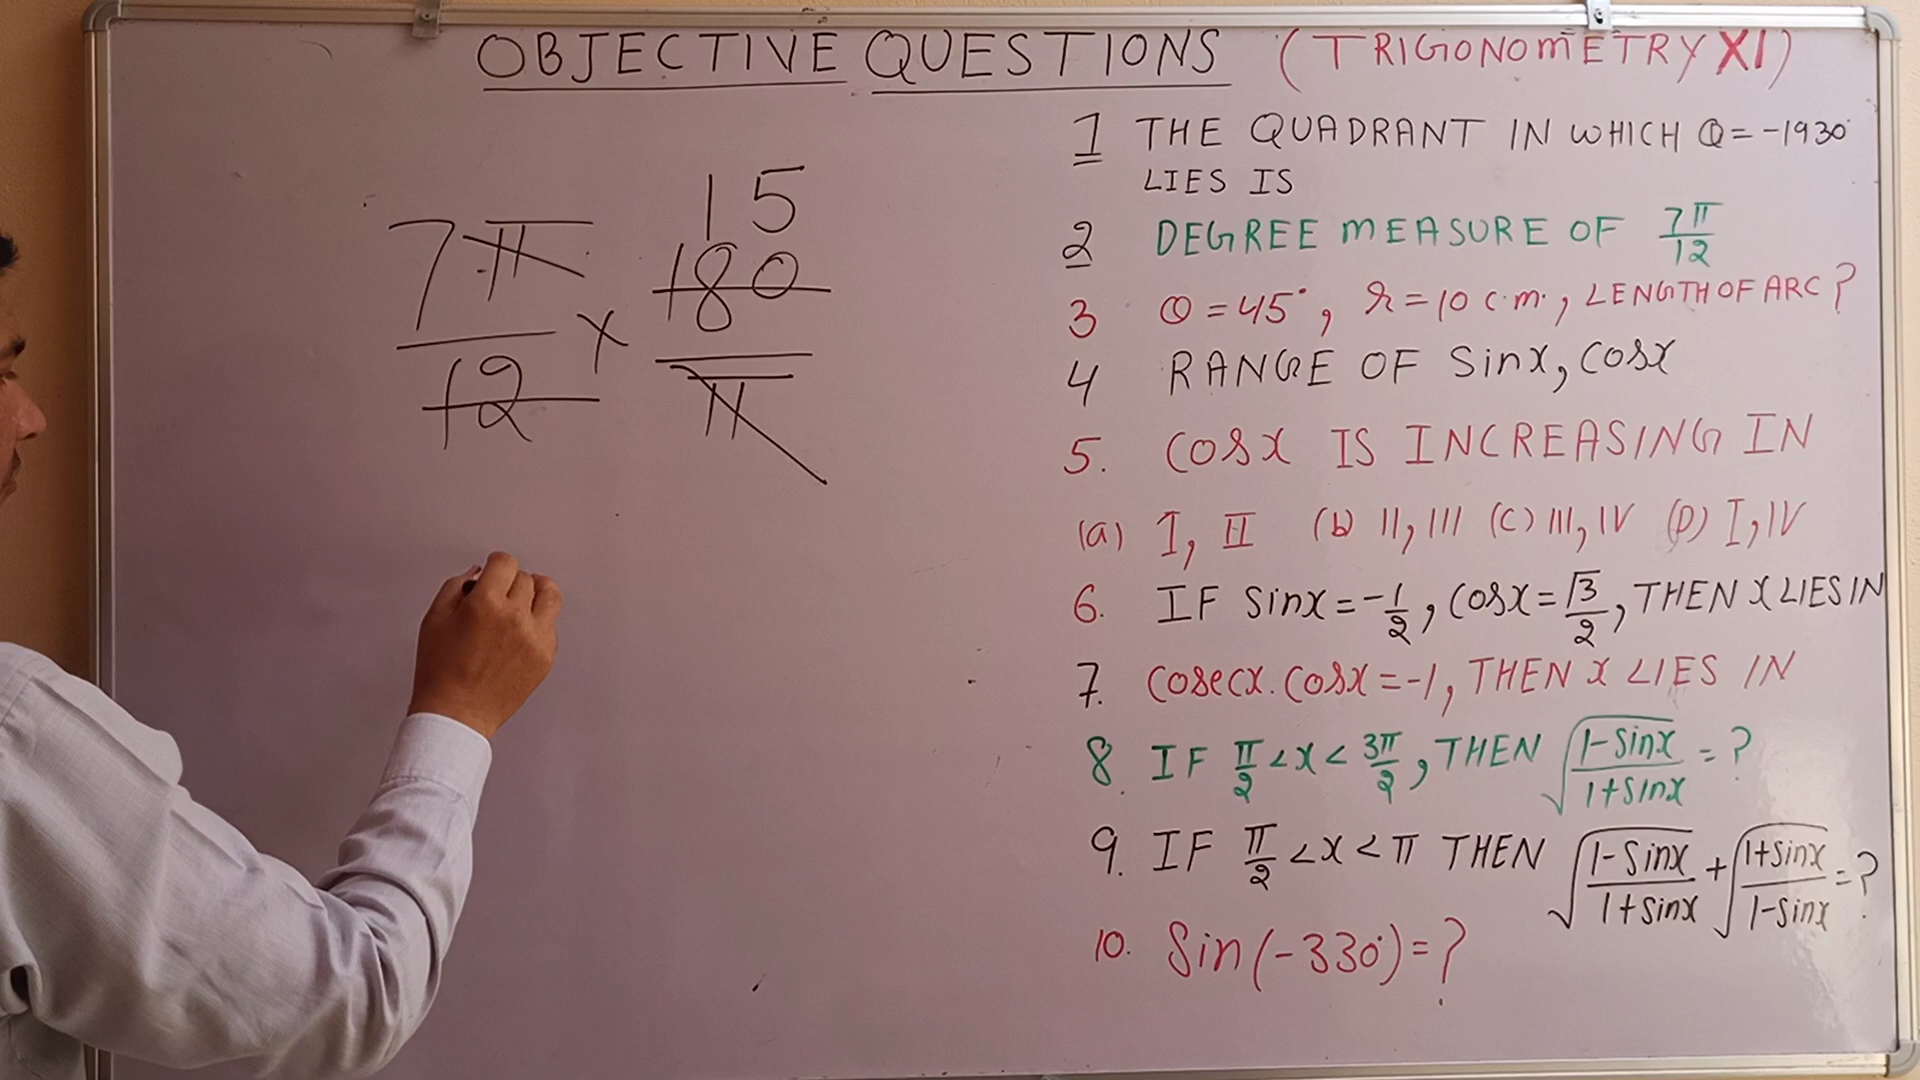 OBJECTIVE QUESTIONS (TRIGONOMETRY XI)
15
7π/12 × 180/π
1 THE QUADRANT IN WHICH θ=-1930°
LIES IS
2 DEGREE MEASURE OF 7π/12
3 θ=45°, r=10 c.m., LENGTH OF ARC?
4 RANGE OF Sinx, cosx
5. cosx IS INCREASING IN
(a) I, II (b) II, III (c) III, IV (D) I, IV
6. IF Sinx=-1/2, cosx=√3/2, THEN x LIES IN
7. cosecx.cosx=-1, THEN x LIES IN
8. IF π/2<x<3π/2, THEN √(1-Sinx/1+Sinx)=?
9. IF π/2<x<π THEN √(1-Sinx/1+Sinx)+√(1+Sinx/1-Sinx)=?
10. Sin(-330°)=?